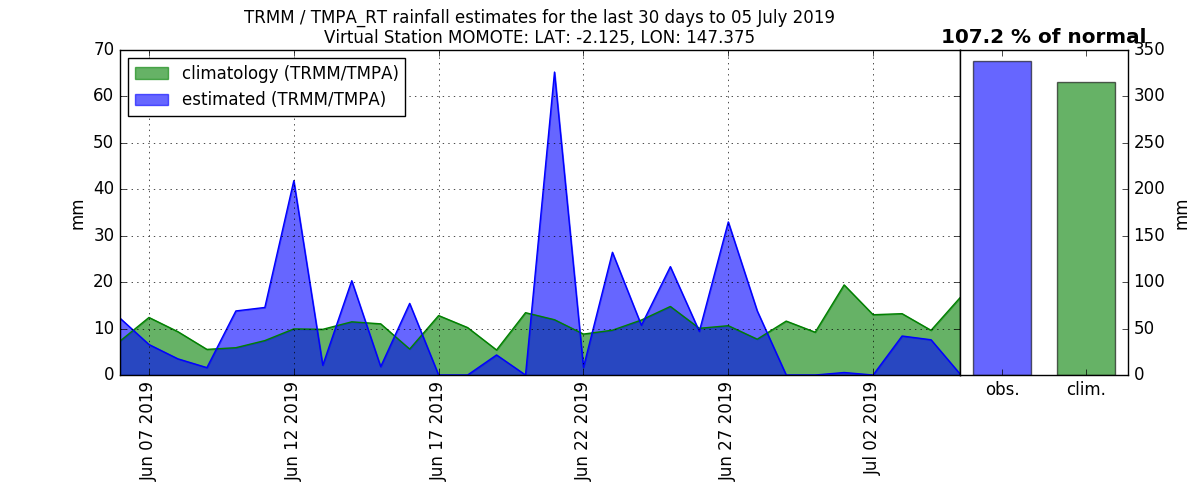 TRMM / TMPA_RT rainfall estimates for the last 30 days to 05 July 2019
Virtual Station MOMOTE: LAT: -2.125, LON: 147.375
107.2 % of normal
climatology (TRMM/TMPA)
estimated (TRMM/TMPA)
70
60
50
40
30
20
10
0
mm
Jun 07 2019
Jun 12 2019
Jun 17 2019
Jun 22 2019
Jun 27 2019
Jul 02 2019
obs.
clim.
350
300
250
200
150
100
50
0
mm